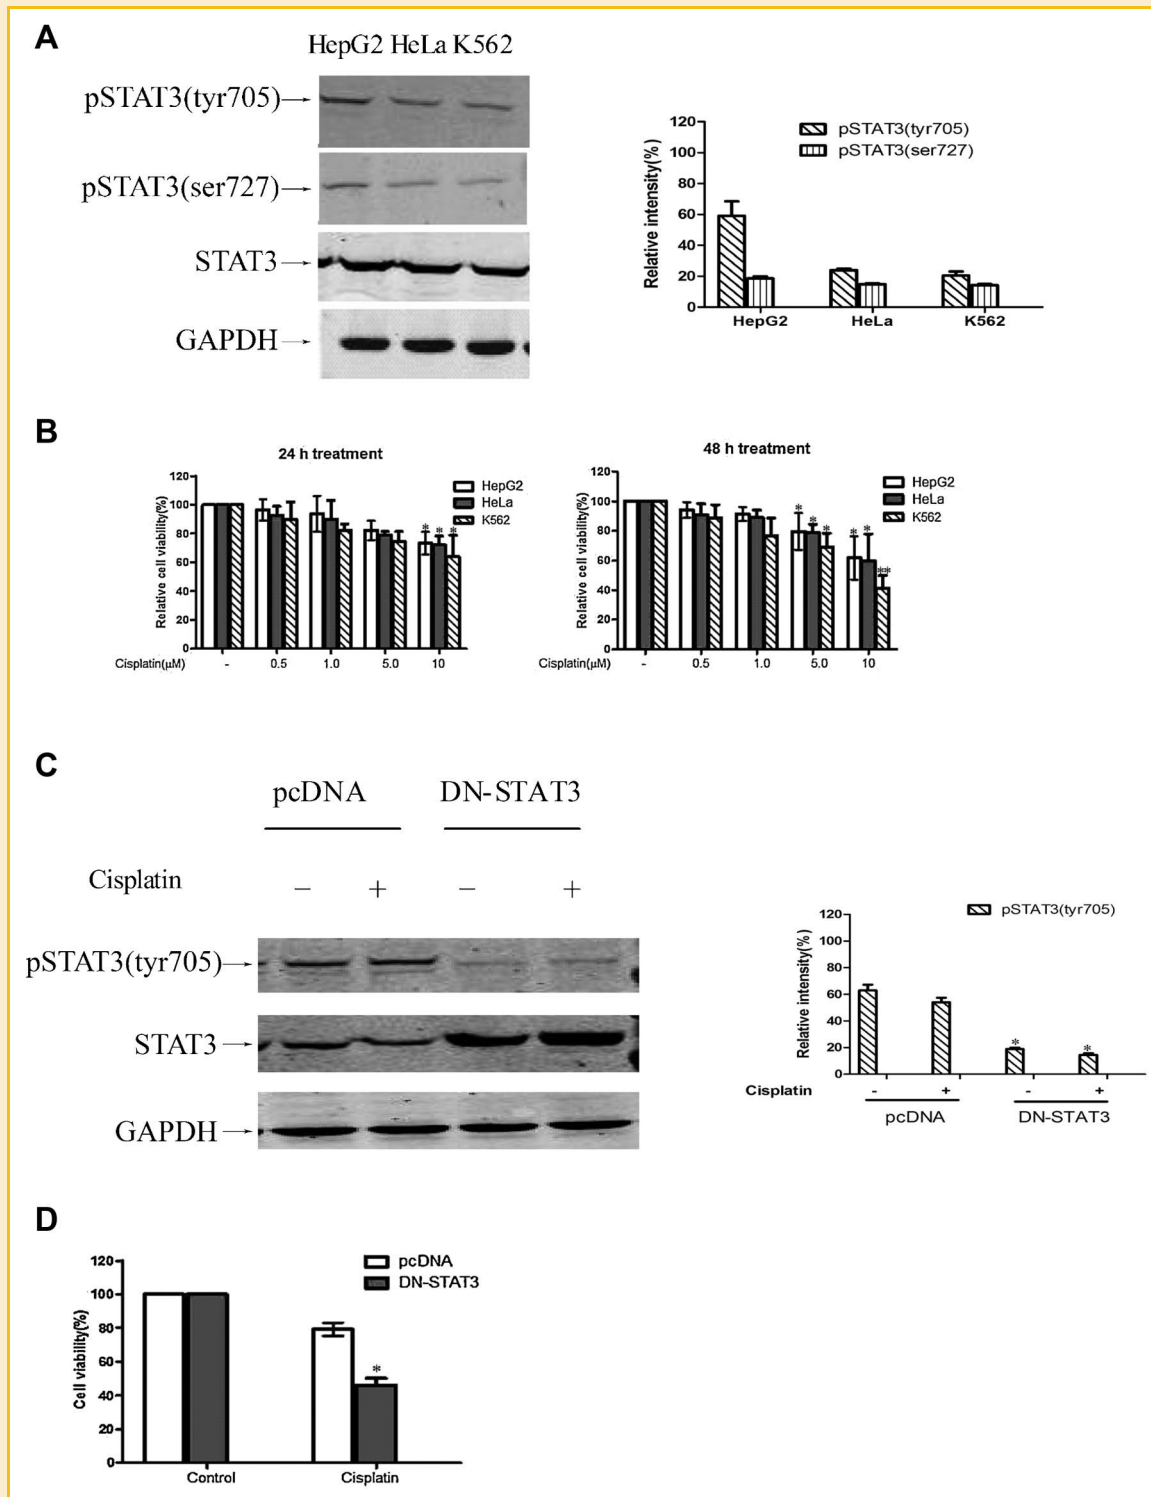 A
HepG2 HeLa K562
pSTAT3(tyr705)
pSTAT3(ser727)
STAT3
GAPDH
120
100
80
60
40
20
0
Relative intensity(%)
pSTAT3(tyr705)
pSTAT3(ser727)
HepG2 HeLa K562
B
24 h treatment
120
100
80
60
40
20
0
Relative cell viability(%)
HepG2
HeLa
K562
* * *
Cisplatin(μM) - 0.5 1.0 5.0 10
48 h treatment
120
100
80
60
40
20
0
Relative cell viability(%)
HepG2
HeLa
K562
* * *
* * **
Cisplatin(μM) - 0.5 1.0 5.0 10
C
pcDNA DN-STAT3
Cisplatin − + − +
pSTAT3(tyr705)
STAT3
GAPDH
120
100
80
60
40
20
0
Relative intensity(%)
pSTAT3(tyr705)
* *
Cisplatin - + - +
pcDNA DN-STAT3
D
120
100
80
60
40
20
0
Cell viability(%)
pcDNA
DN-STAT3
*
Control Cisplatin